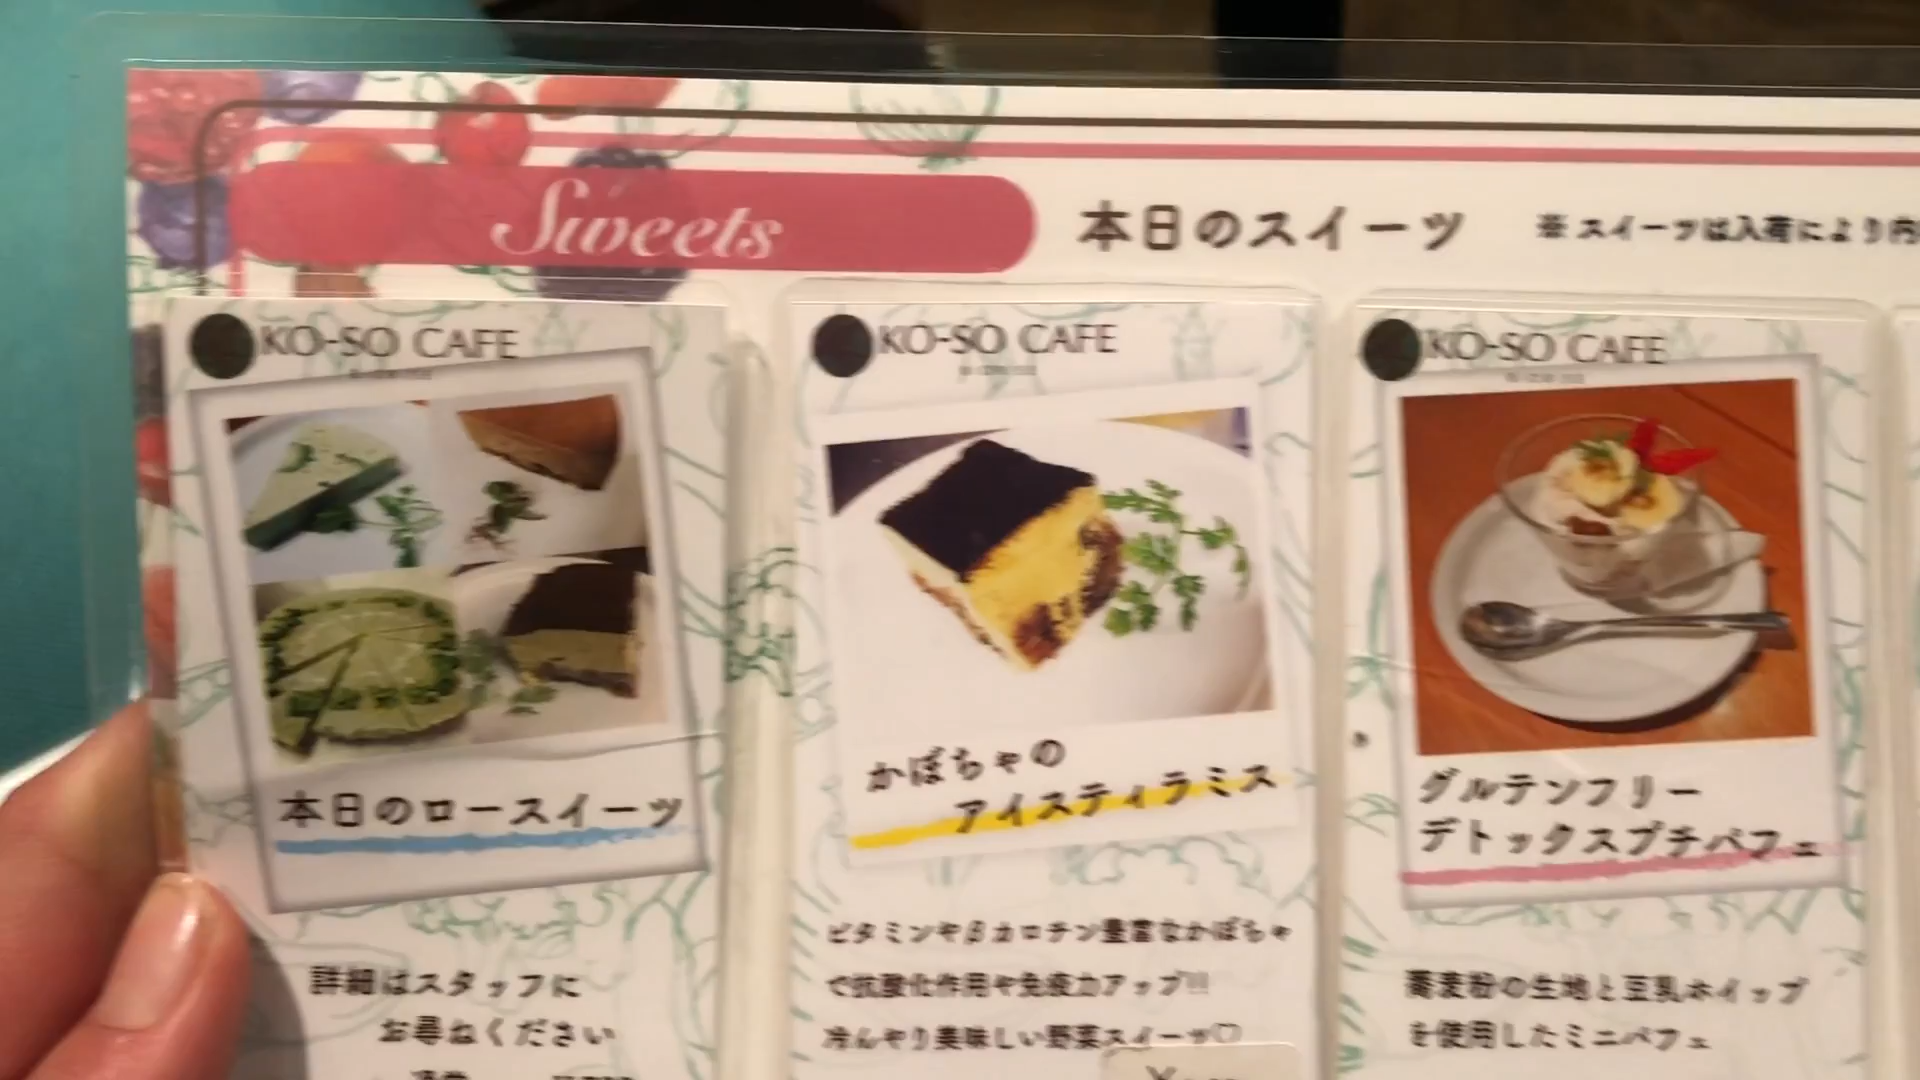 Sweets
本日のスイーツ
※ スイーツは入荷により内
KO-SO CAFE
本日のロースイーツ
詳細はスタッフに
お尋ねください
KO-SO CAFE
かぼちゃの
アイスティラミス
ビタミンやβカロチン豊富なかぼちゃ
で抗酸化作用や免疫力アップ!!
冷んやり美味しい野菜スイーツ♡
KO-SO CAFE
グルテンフリー
デトックスプチパフェ
蕎麦粉の生地と豆乳ホイップ
を使用したミニパフェ